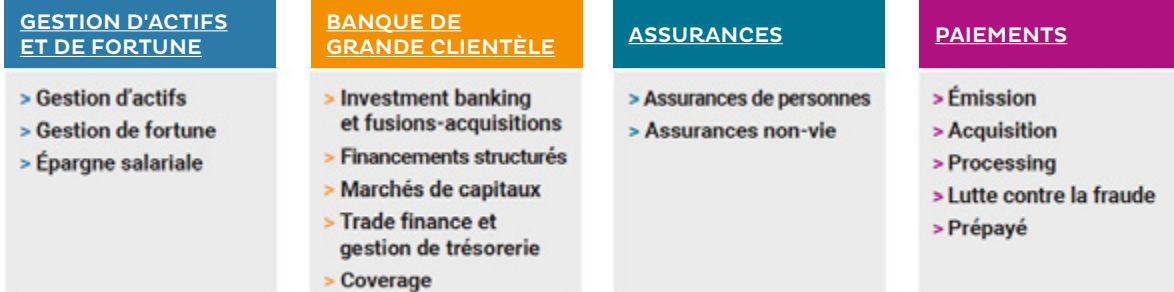 GESTION D'ACTIFS
ET DE FORTUNE
> Gestion d'actifs
> Gestion de fortune
> Épargne salariale
BANQUE DE
GRANDE CLIENTÈLE
> Investment banking
et fusions-acquisitions
> Financements structurés
> Marchés de capitaux
> Trade finance et
gestion de trésorerie
> Coverage
ASSURANCES
> Assurances de personnes
> Assurances non-vie
PAIEMENTS
> Émission
> Acquisition
> Processing
> Lutte contre la fraude
> Prépayé